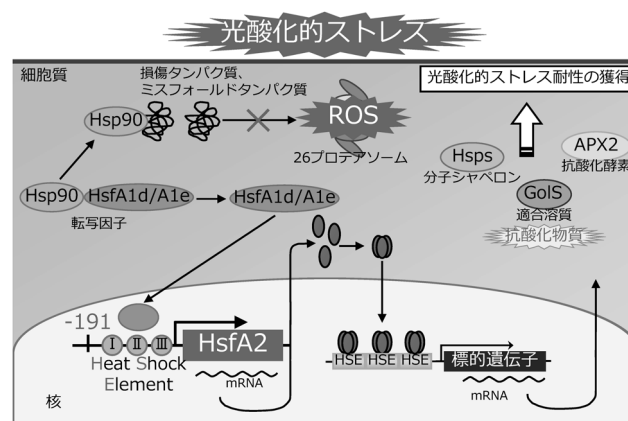 光酸化的ストレス
細胞質
損傷タンパク質、
ミスフォールドタンパク質
光酸化的ストレス耐性の獲得
Hsp90
ROS
26プロテアソーム
Hsps
分子シャペロン
APX2
抗酸化酵素
GolS
適合溶質
抗酸化物質
Hsp90
HsfA1d/A1e
HsfA1d/A1e
転写因子
-191
I II III
HsfA2
Heat Shock
Element
mRNA
HSE HSE HSE
標的遺伝子
mRNA
核